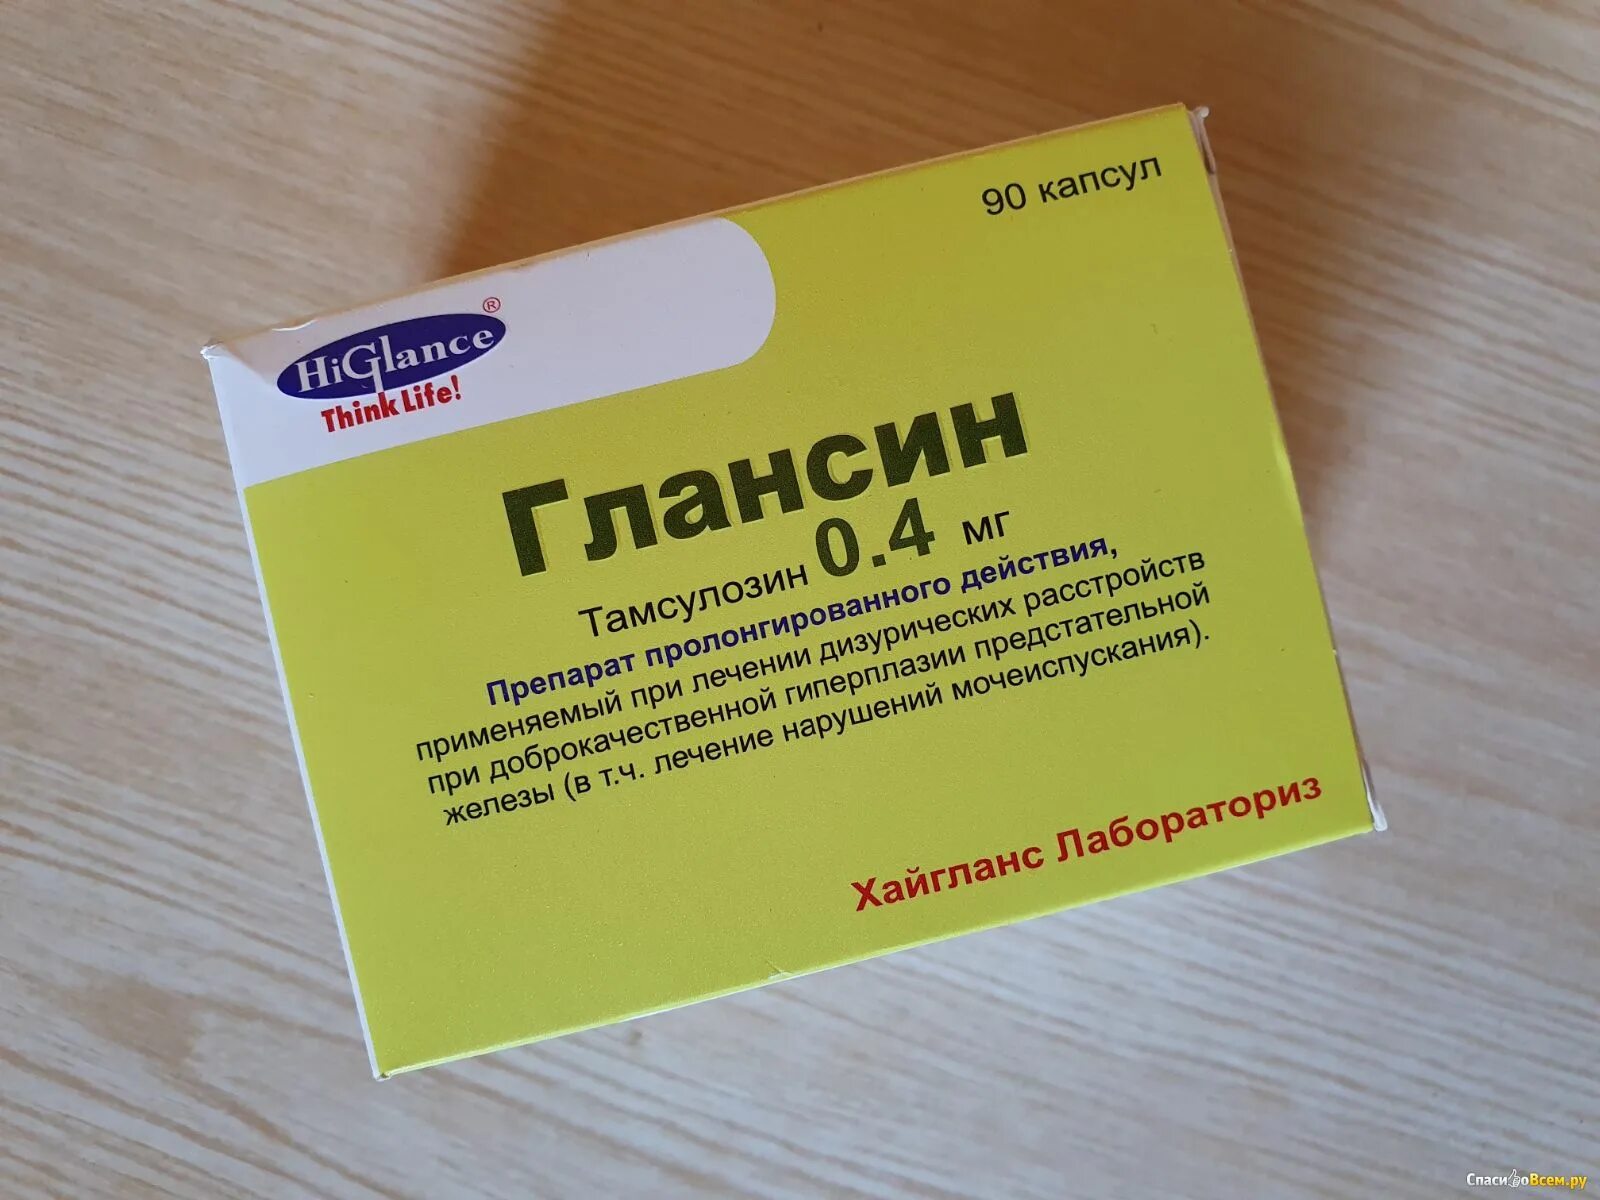 90 капсул
HiGlance ®
Think Life!
Глансин
Тамсулозин 0.4 мг
Препарат пролонгированного действия,
применяемый при лечении дизурических расстройств
при доброкачественной гиперплазии предстательной
железы (в т.ч. лечение нарушений мочеиспускания).
Хайгланс Лабораториз
СпасибоВсем.ру